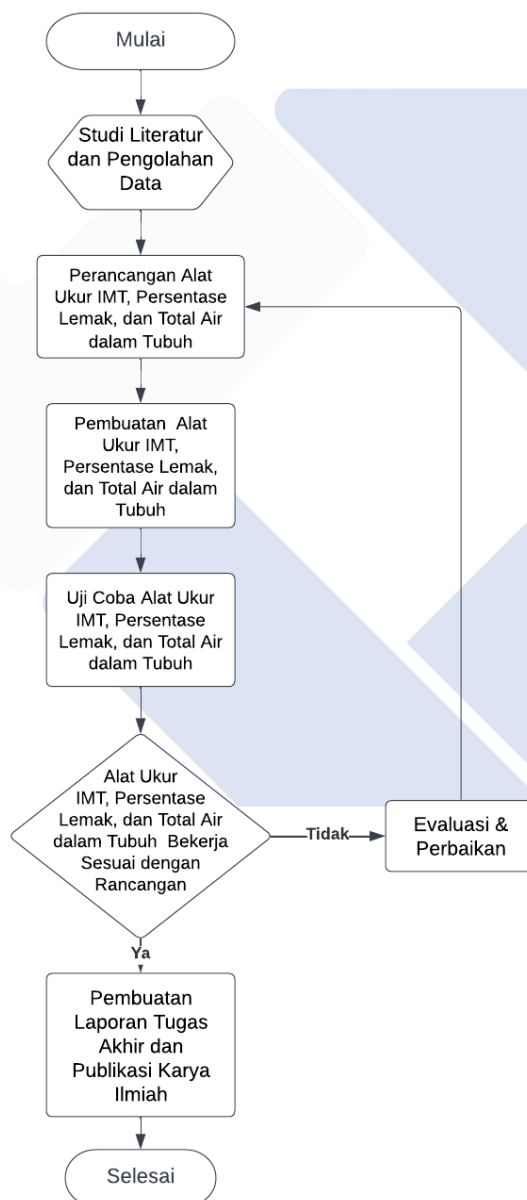 Mulai
Studi Literatur
dan Pengolahan
Data
Perancangan Alat
Ukur IMT, Persentase
Lemak, dan Total Air
dalam Tubuh
Pembuatan  Alat
Ukur IMT,
Persentase Lemak,
dan Total Air dalam
Tubuh
Uji Coba Alat Ukur
IMT, Persentase
Lemak, dan Total Air
dalam Tubuh
Alat Ukur
IMT, Persentase
Lemak, dan Total Air
dalam Tubuh  Bekerja
Sesuai dengan
Rancangan
Tidak
Evaluasi &
Perbaikan
Ya
Pembuatan
Laporan Tugas
Akhir dan
Publikasi Karya
Ilmiah
Selesai